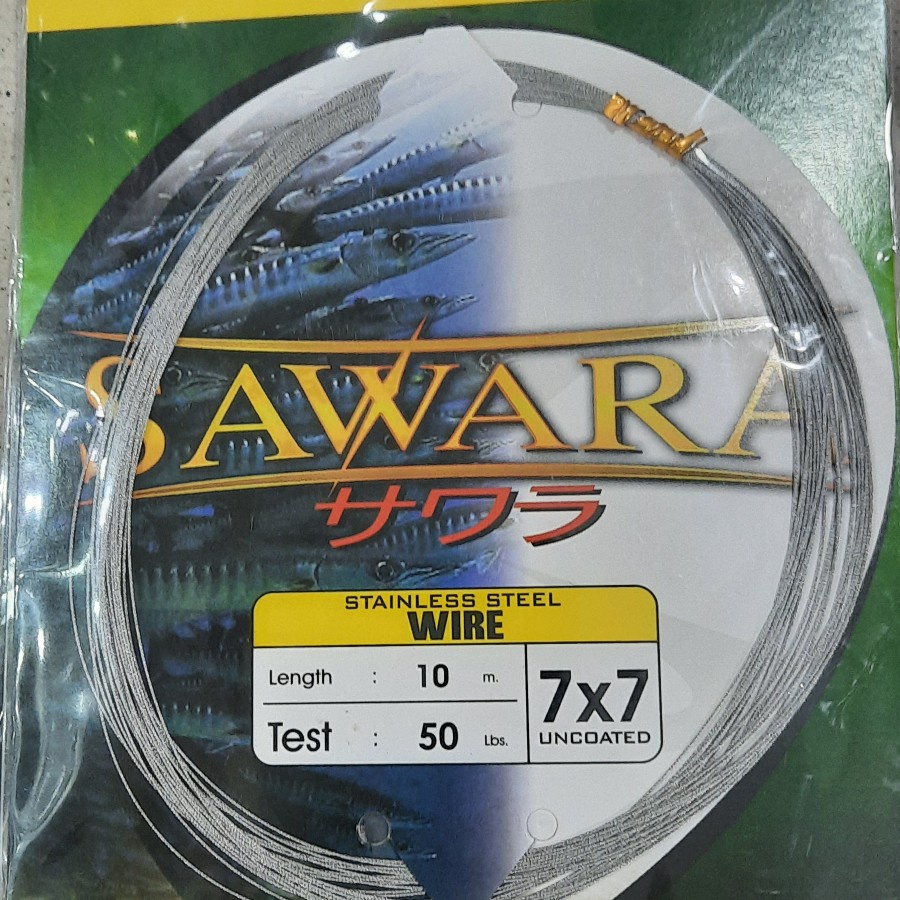 SAWARA
サワラ
STAINLESS STEEL
WIRE
Length : 10 m.
Test : 50 Lbs.
7x7
UNCOATED